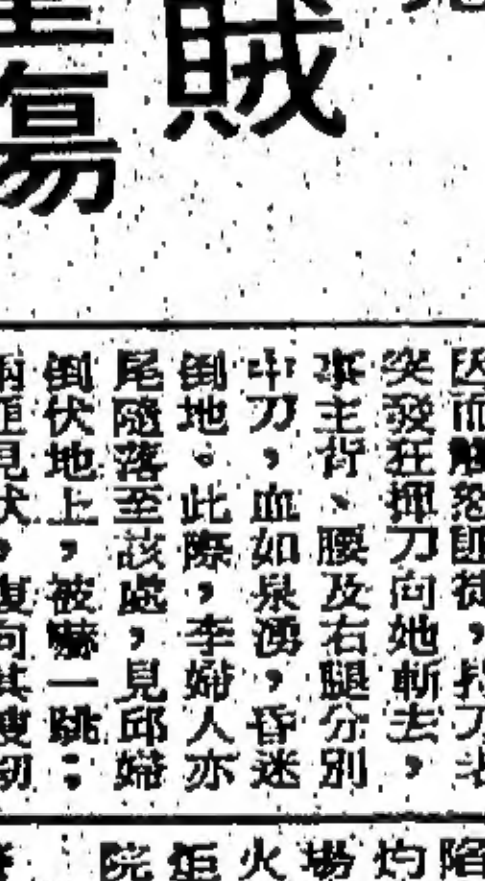 賊
傷
因而觸怒匪徒,
突發狂揮刀向她斬去,
事主背、腰及右腿分別
中刀,血如泉湧,昏迷
倒地。此際,李婦人亦
尾隨落至該處,見邱婦
倒伏地上,被嚇一跳;
兩匪見狀,復向其
陷灼場火炬院